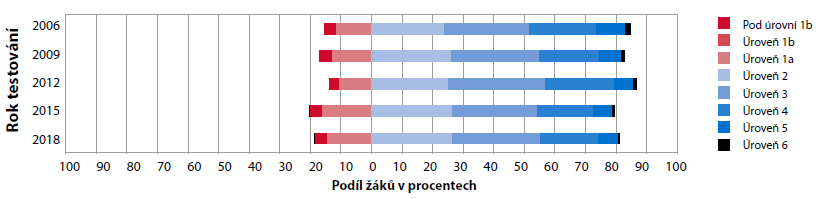 Rok testování
2006
2009
2012
2015
2018
100 90 80 70 60 50 40 30 20 10 0 10 20 30 40 50 60 70 80 90 100
Podíl žáků v procentech
Pod úrovní 1b
Úroveň 1b
Úroveň 1a
Úroveň 2
Úroveň 3
Úroveň 4
Úroveň 5
Úroveň 6